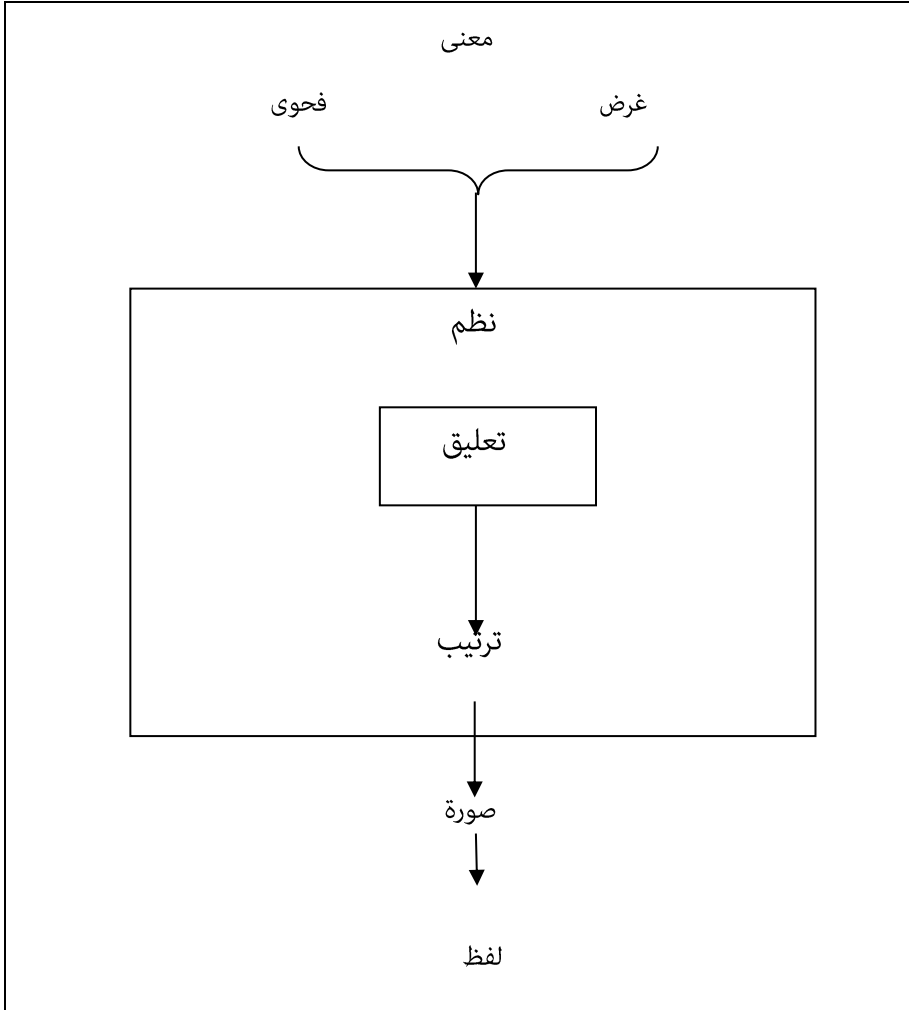 معنى
غرض فحوى
نظم
تعليق
ترتيب
صورة
لفظ